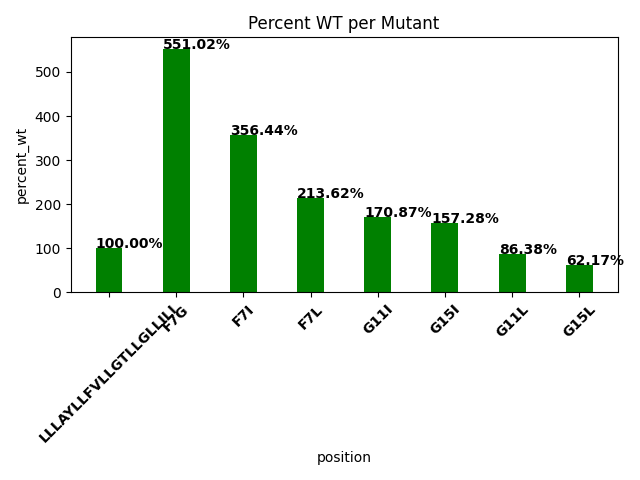 Percent WT per Mutant
percent_wt
500
400
300
200
100
0
100.00%
551.02%
356.44%
213.62%
170.87%
157.28%
86.38%
62.17%
LLLAYLLFVLLGTLLGLLILL
F7G
F7I
F7L
G11I
G15I
G11L
G15L
position